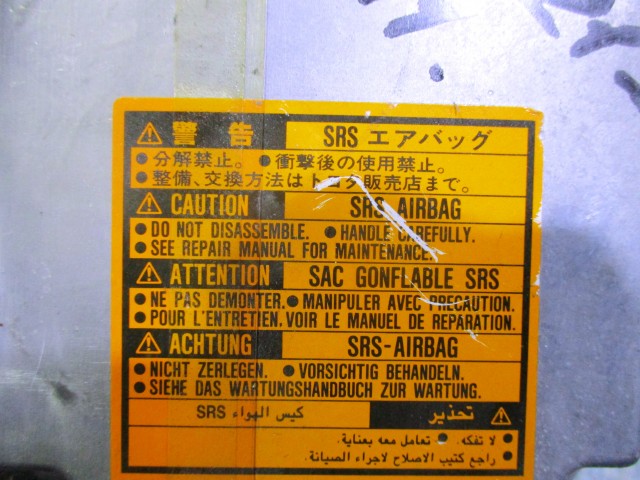 警告 SRS エアバッグ
●分解禁止。 ●衝撃後の使用禁止。
●整備、交換方法はトヨタ販売店まで。
CAUTION SRS AIRBAG
●DO NOT DISASSEMBLE. ●HANDLE CAREFULLY.
●SEE REPAIR MANUAL FOR MAINTENANCE.
ATTENTION SAC GONFLABLE SRS
●NE PAS DEMONTER. ●MANIPULER AVEC PRECAUTION.
●POUR L'ENTRETIEN. VOIR LE MANUEL DE REPARATION.
ACHTUNG SRS-AIRBAG
●NICHT ZERLEGEN. ●VORSICHTIG BEHANDELN.
●SIEHE DAS WARTUNGSHANDBUCH ZUR WARTUNG.
تحذير كيس الهواء SRS
● لا تفكه. ● تعامل معه بعناية.
● راجع كتيب الاصلاح لاجراء الصيانة.